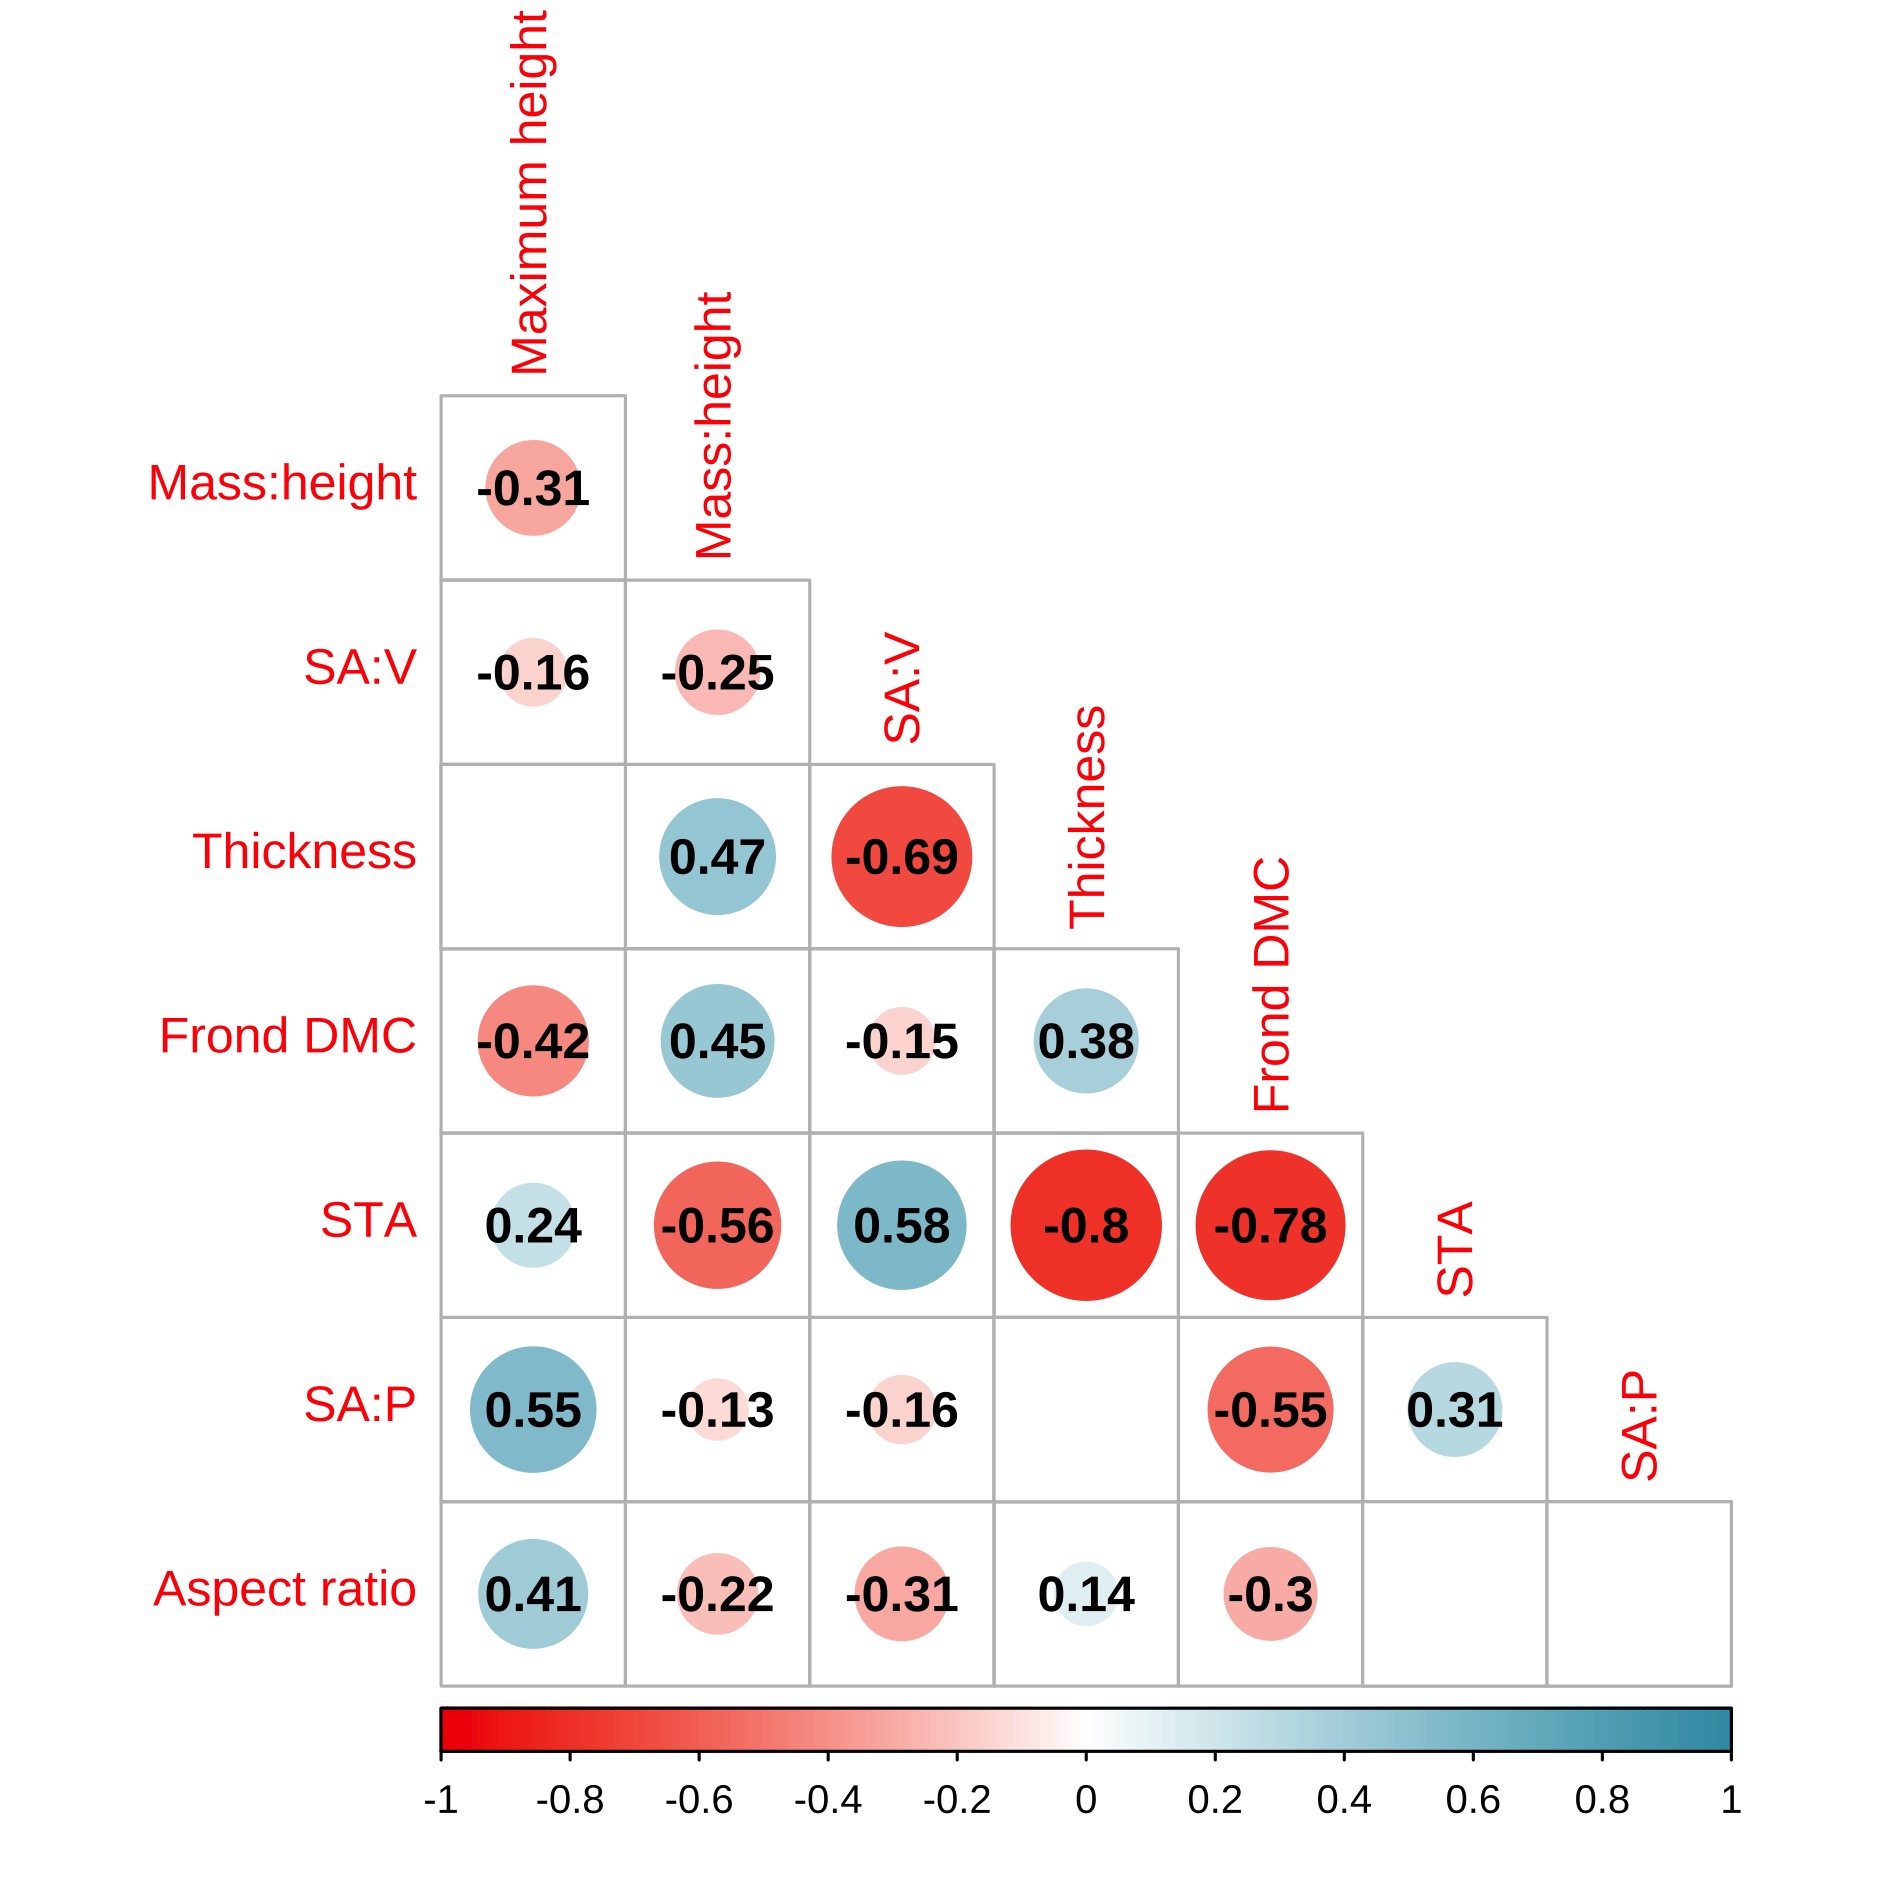 Maximum height
Mass:height
Mass:height -0.31
SA:V
SA:V -0.16 -0.25
Thickness
Thickness 0.47 -0.69
Frond DMC
Frond DMC -0.42 0.45 -0.15 0.38
STA
STA 0.24 -0.56 0.58 -0.8 -0.78
SA:P
SA:P 0.55 -0.13 -0.16 -0.55 0.31
Aspect ratio 0.41 -0.22 -0.31 0.14 -0.3
-1 -0.8 -0.6 -0.4 -0.2 0 0.2 0.4 0.6 0.8 1